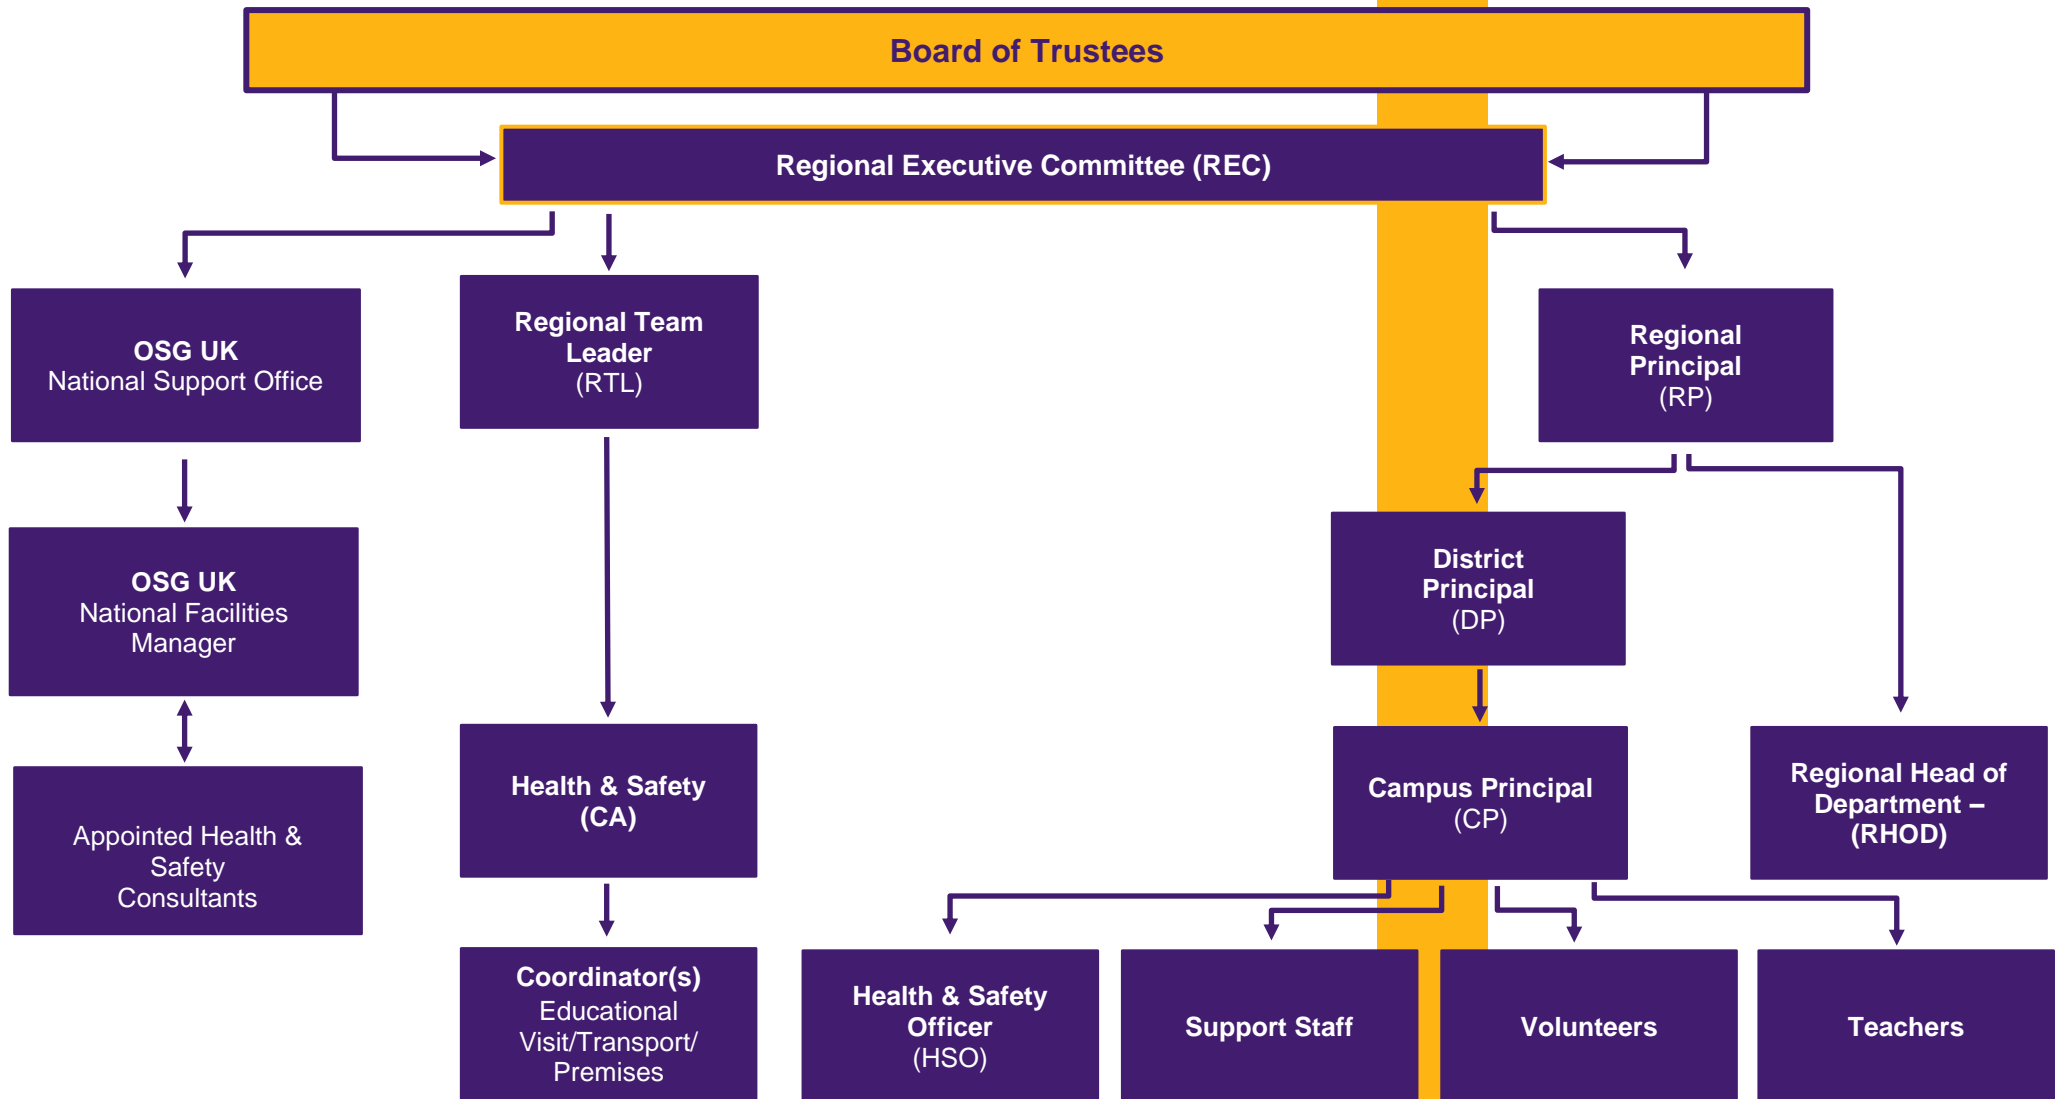 Board of Trustees
Regional Executive Committee (REC)
OSG UK
National Support Office
Regional Team
Leader
(RTL)
Regional
Principal
(RP)
OSG UK
National Facilities
Manager
District
Principal
(DP)
Appointed Health &
Safety
Consultants
Health & Safety
(CA)
Campus Principal
(CP)
Regional Head of
Department –
(RHOD)
Coordinator(s)
Educational
Visit/Transport/
Premises
Health & Safety
Officer
(HSO)
Support Staff
Volunteers
Teachers